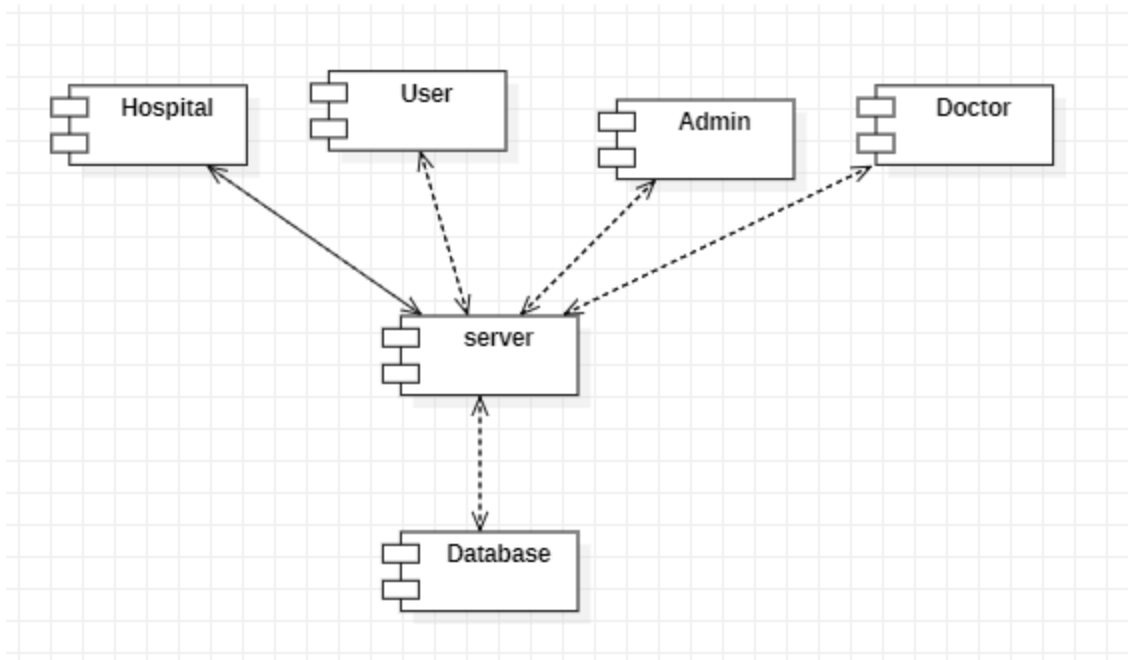 Hospital
User
Admin
Doctor
server
Database